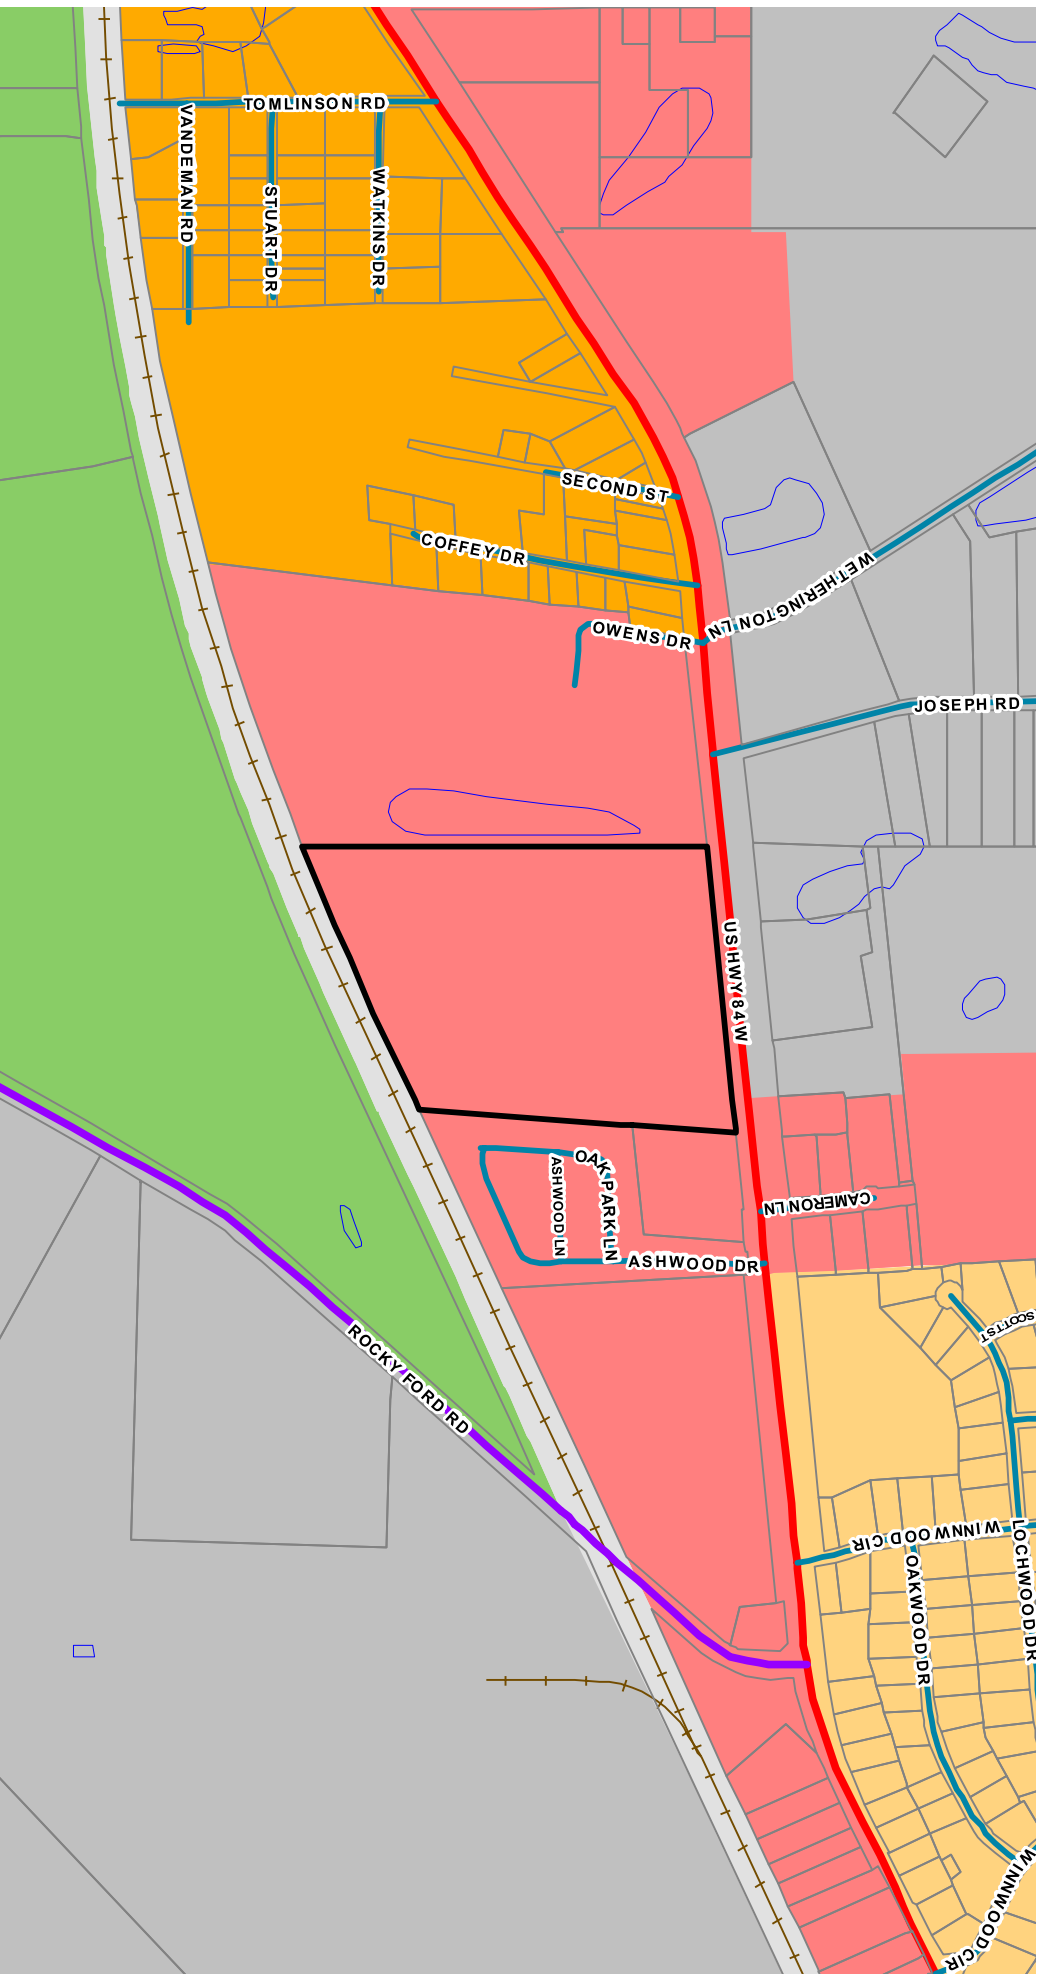 TOMLINSON RD
VANDEMAN RD
STUART DR
WATKINS DR
SECOND ST
COFFEY DR
OWENS DR
WETHERINGTON LN
JOSEPH RD
US HWY 84 W
OAK PARK LN
ASHWOOD LN
CAMERON LN
ASHWOOD DR
SCOTT ST
ROCKY FORD RD
WINNWOOD CIR
LOCHWOOD DR
OAKWOOD DR
WINNWOOD CIR